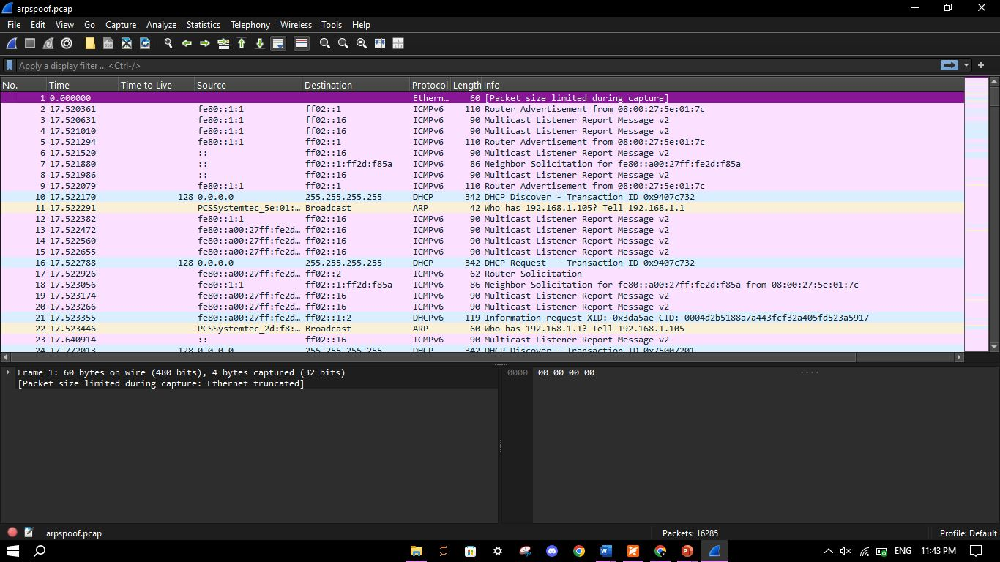 arpspoof.pcap
File Edit View Go Capture Analyze Statistics Telephony Wireless Tools Help
Apply a display filter ... <Ctrl-/>
No. Time Time to Live Source Destination Protocol Length Info
1 0.000000 Ethern... 60 [Packet size limited during capture]
2 17.520361 fe80::1:1 ff02::1 ICMPv6 110 Router Advertisement from 08:00:27:5e:01:7c
3 17.520631 fe80::1:1 ff02::16 ICMPv6 90 Multicast Listener Report Message v2
4 17.521010 fe80::1:1 ff02::16 ICMPv6 90 Multicast Listener Report Message v2
5 17.521294 fe80::1:1 ff02::1 ICMPv6 110 Router Advertisement from 08:00:27:5e:01:7c
6 17.521520 :: ff02::16 ICMPv6 90 Multicast Listener Report Message v2
7 17.521880 :: ff02::1:ff2d:f85a ICMPv6 86 Neighbor Solicitation for fe80::a00:27ff:fe2d:f85a
8 17.521986 :: ff02::16 ICMPv6 90 Multicast Listener Report Message v2
9 17.522079 fe80::1:1 ff02::1 ICMPv6 110 Router Advertisement from 08:00:27:5e:01:7c
10 17.522170 128 0.0.0.0 255.255.255.255 DHCP 342 DHCP Discover - Transaction ID 0x9407c732
11 17.522291 PCSSystemtec_5e:01:... Broadcast ARP 42 Who has 192.168.1.105? Tell 192.168.1.1
12 17.522382 fe80::1:1 ff02::16 ICMPv6 90 Multicast Listener Report Message v2
13 17.522472 fe80::a00:27ff:fe2d... ff02::16 ICMPv6 90 Multicast Listener Report Message v2
14 17.522560 fe80::a00:27ff:fe2d... ff02::16 ICMPv6 90 Multicast Listener Report Message v2
15 17.522655 fe80::a00:27ff:fe2d... ff02::16 ICMPv6 90 Multicast Listener Report Message v2
16 17.522788 128 0.0.0.0 255.255.255.255 DHCP 342 DHCP Request - Transaction ID 0x9407c732
17 17.522926 fe80::a00:27ff:fe2d... ff02::2 ICMPv6 62 Router Solicitation
18 17.523056 fe80::1:1 ff02::1:ff2d:f85a ICMPv6 86 Neighbor Solicitation for fe80::a00:27ff:fe2d:f85a from 08:00:27:5e:01:7c
19 17.523174 fe80::a00:27ff:fe2d... ff02::16 ICMPv6 90 Multicast Listener Report Message v2
20 17.523266 fe80::a00:27ff:fe2d... ff02::16 ICMPv6 90 Multicast Listener Report Message v2
21 17.523355 fe80::a00:27ff:fe2d... ff02::1:2 DHCPv6 119 Information-request XID: 0x3da5ae CID: 0004d2b5188a7a443fcf32a405fd523a5917
22 17.523446 PCSSystemtec_2d:f8:... Broadcast ARP 60 Who has 192.168.1.1? Tell 192.168.1.105
23 17.640914 :: ff02::16 ICMPv6 90 Multicast Listener Report Message v2
24 17.772013 128 0.0.0.0 255.255.255.255 DHCP 342 DHCP Discover - Transaction ID 0x75007201
Frame 1: 60 bytes on wire (480 bits), 4 bytes captured (32 bits)
[Packet size limited during capture: Ethernet truncated]
0000 00 00 00 00 ····
arpspoof.pcap Packets: 16285 Profile: Default
ENG 11:43 PM